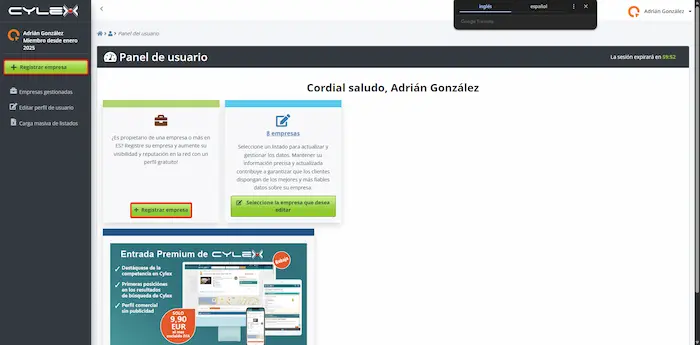 CYLEX
Adrián González
Miembro desde enero
2025
+ Registrar empresa
Empresas gestionadas
Editar perfil de usuario
Carga masiva de listados
inglés
español
Google Translate
Adrián González
Panel de usuario
Panel de usuario
La sesión expirará en 59:52
Cordial saludo, Adrián González
¿Es propietario de una empresa o más en
ES? Registre su empresa y aumente su
visibilidad y reputación en la red con un
perfil gratuito!
+ Registrar empresa
8 empresas
Seleccione un listado para actualizar y
gestionar los datos. Mantener su
información precisa y actualizada
contribuye a garantizar que los clientes
dispongan de los mejores y más fiables
datos sobre su empresa.
Seleccione la empresa que desea
editar
Entrada Premium de CYLEX
Destáquese de la
competencia en Cylex
Primeras posiciónes
en los resultados
de búsqueda de Cylex
Perfil comercial
sin publicidad
SOLO
9,90
EUR
al mes